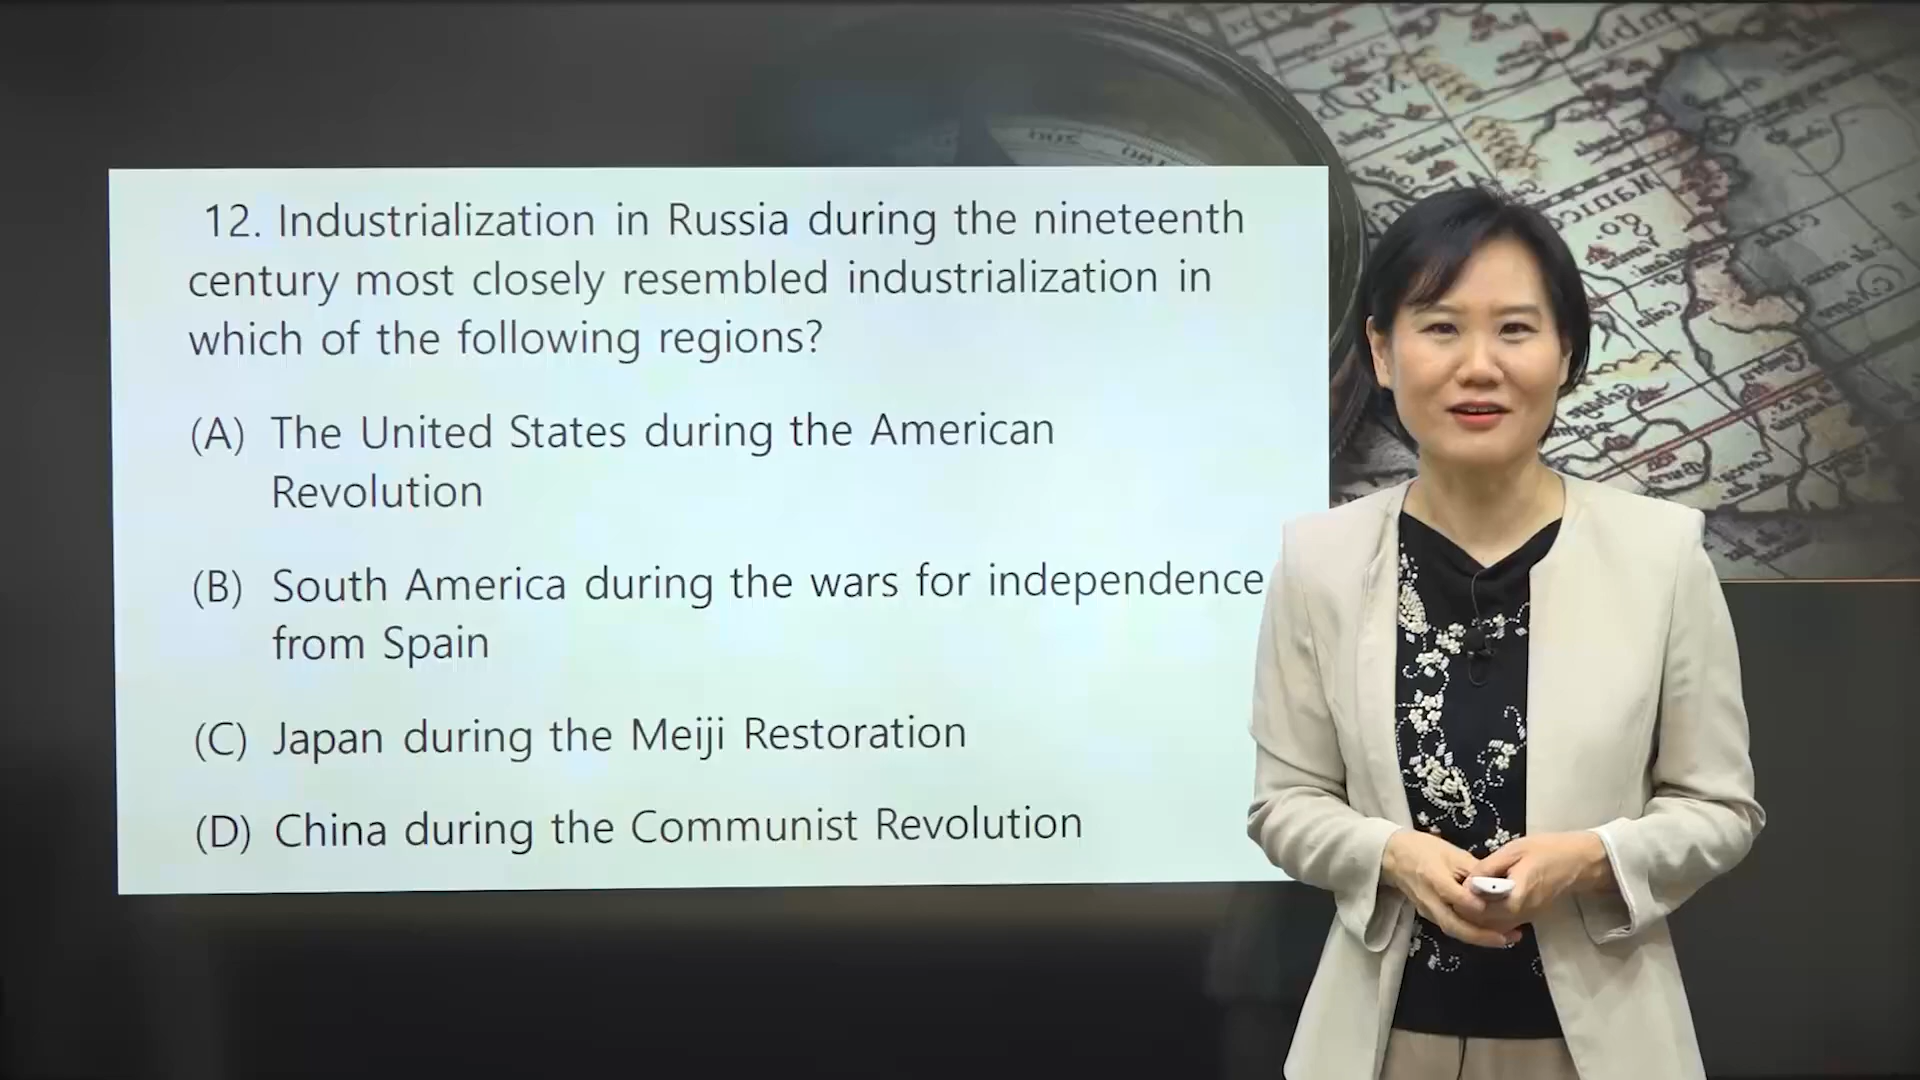 12. Industrialization in Russia during the nineteenth
century most closely resembled industrialization in
which of the following regions?
(A) The United States during the American
Revolution
(B) South America during the wars for independence
from Spain
(C) Japan during the Meiji Restoration
(D) China during the Communist Revolution